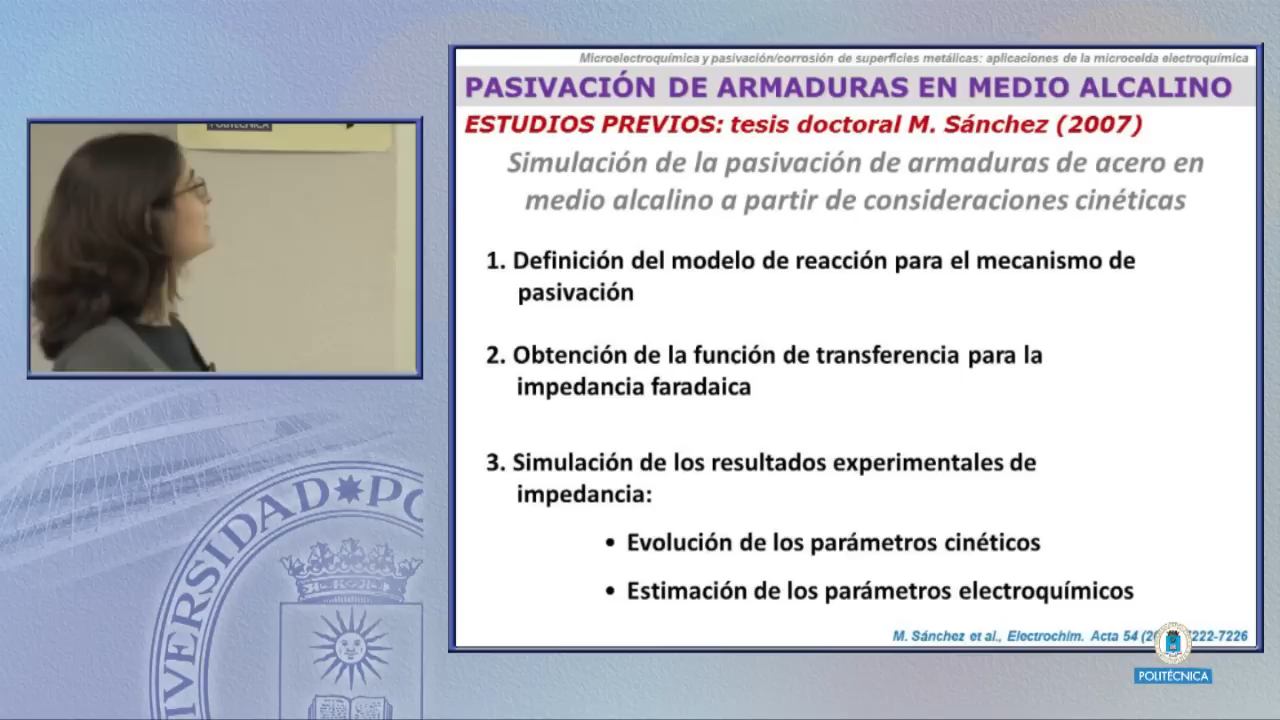 Microelectroquímica y pasivación/corrosión de superficies metálicas: aplicaciones de la microcelda electroquímica
PASIVACIÓN DE ARMADURAS EN MEDIO ALCALINO
ESTUDIOS PREVIOS: tesis doctoral M. Sánchez (2007)
Simulación de la pasivación de armaduras de acero en
medio alcalino a partir de consideraciones cinéticas
1. Definición del modelo de reacción para el mecanismo de
pasivación
2. Obtención de la función de transferencia para la
impedancia faradaica
3. Simulación de los resultados experimentales de
impedancia:
• Evolución de los parámetros cinéticos
• Estimación de los parámetros electroquímicos
M. Sánchez et al., Electrochim. Acta 54 222-7226
POLITÉCNICA
POLITÉCNICA
VERSIDAD PO